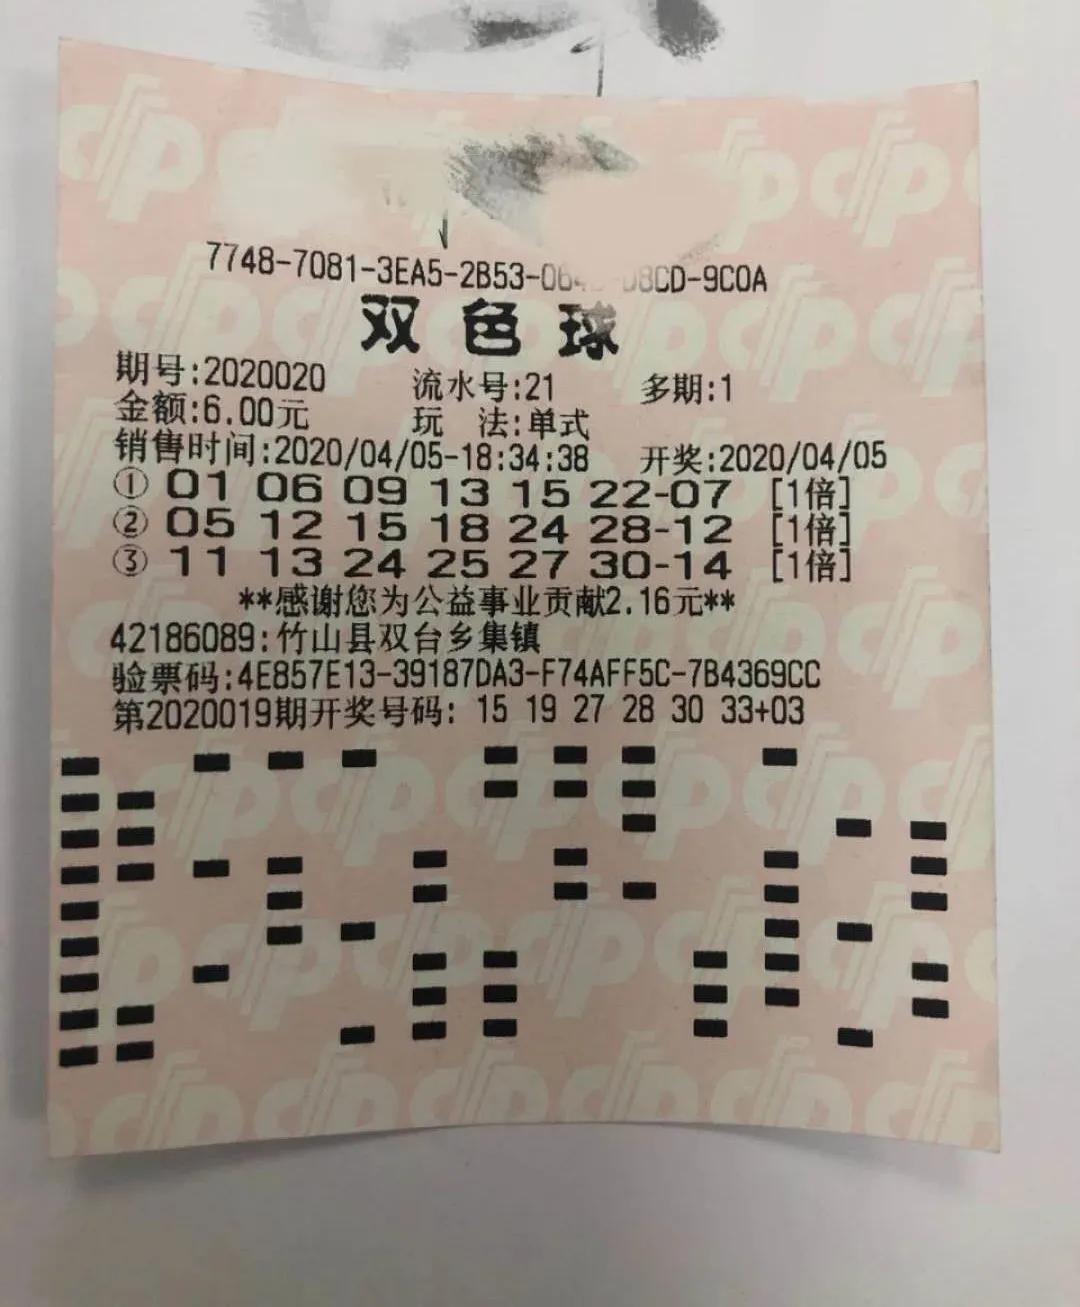 7748-7081-3EA5-2B53-064 08CD-9C0A
双色球
期号:2020020 流水号:21 多期:1
金额:6.00元 玩 法:单式
销售时间:2020/04/05-18:34:38 开奖:2020/04/05
① 01 06 09 13 15 22-07 [1倍]
② 05 12 15 18 24 28-12 [1倍]
③ 11 13 24 25 27 30-14 [1倍]
**感谢您为公益事业贡献2.16元**
42186089:竹山县双台乡集镇
验票码:4E857E13-39187DA3-F74AFF5C-7B4369CC
第2020019期开奖号码: 15 19 27 28 30 33+03